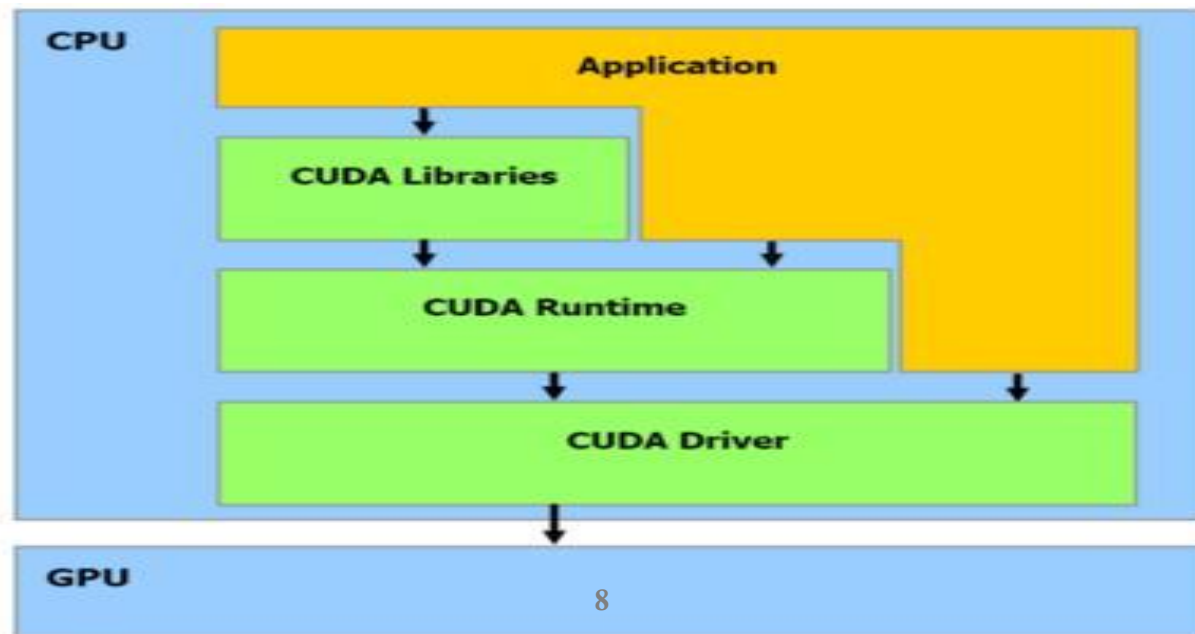 CPU
Application
CUDA Libraries
CUDA Runtime
CUDA Driver
GPU
8